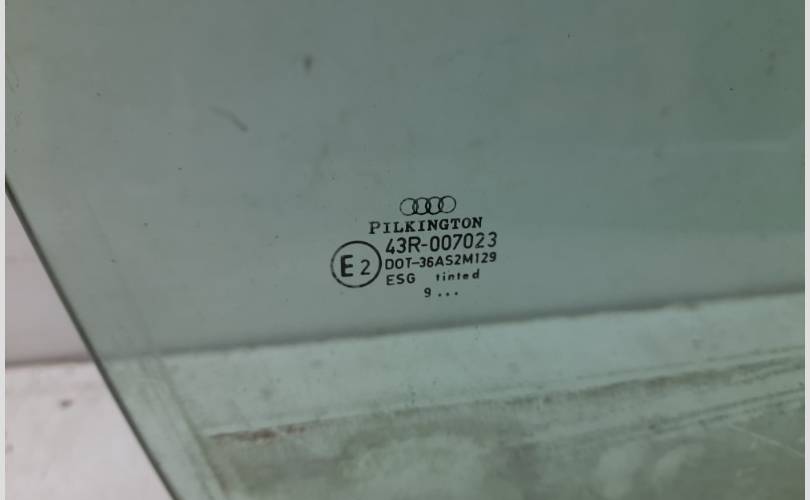 PILKINGTON
43R-007023
E2 DOT-36AS2M129
ESG tinted
9 ...